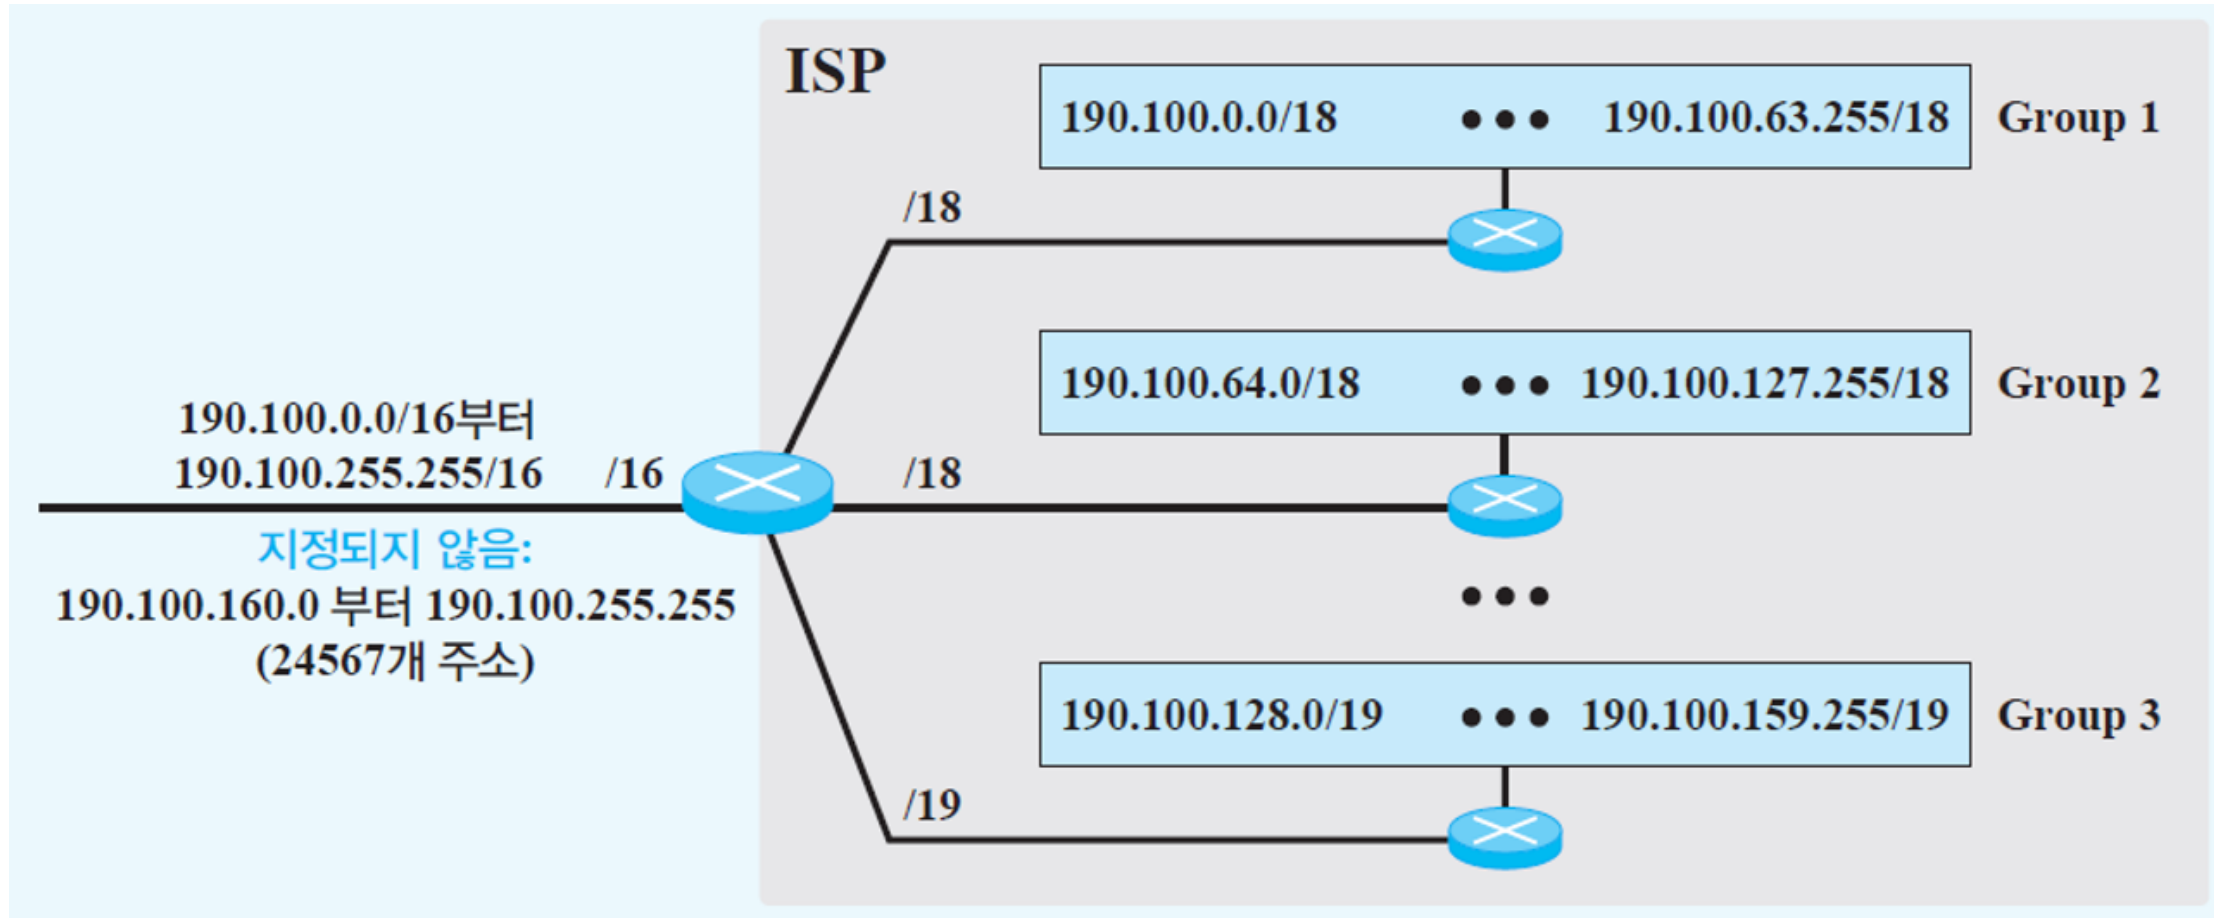 ISP
190.100.0.0/18 ••• 190.100.63.255/18 Group 1
/18
190.100.64.0/18 ••• 190.100.127.255/18 Group 2
190.100.0.0/16부터
190.100.255.255/16 /16
/18
지정되지 않음:
190.100.160.0 부터 190.100.255.255
(24567개 주소)
•••
190.100.128.0/19 ••• 190.100.159.255/19 Group 3
/19